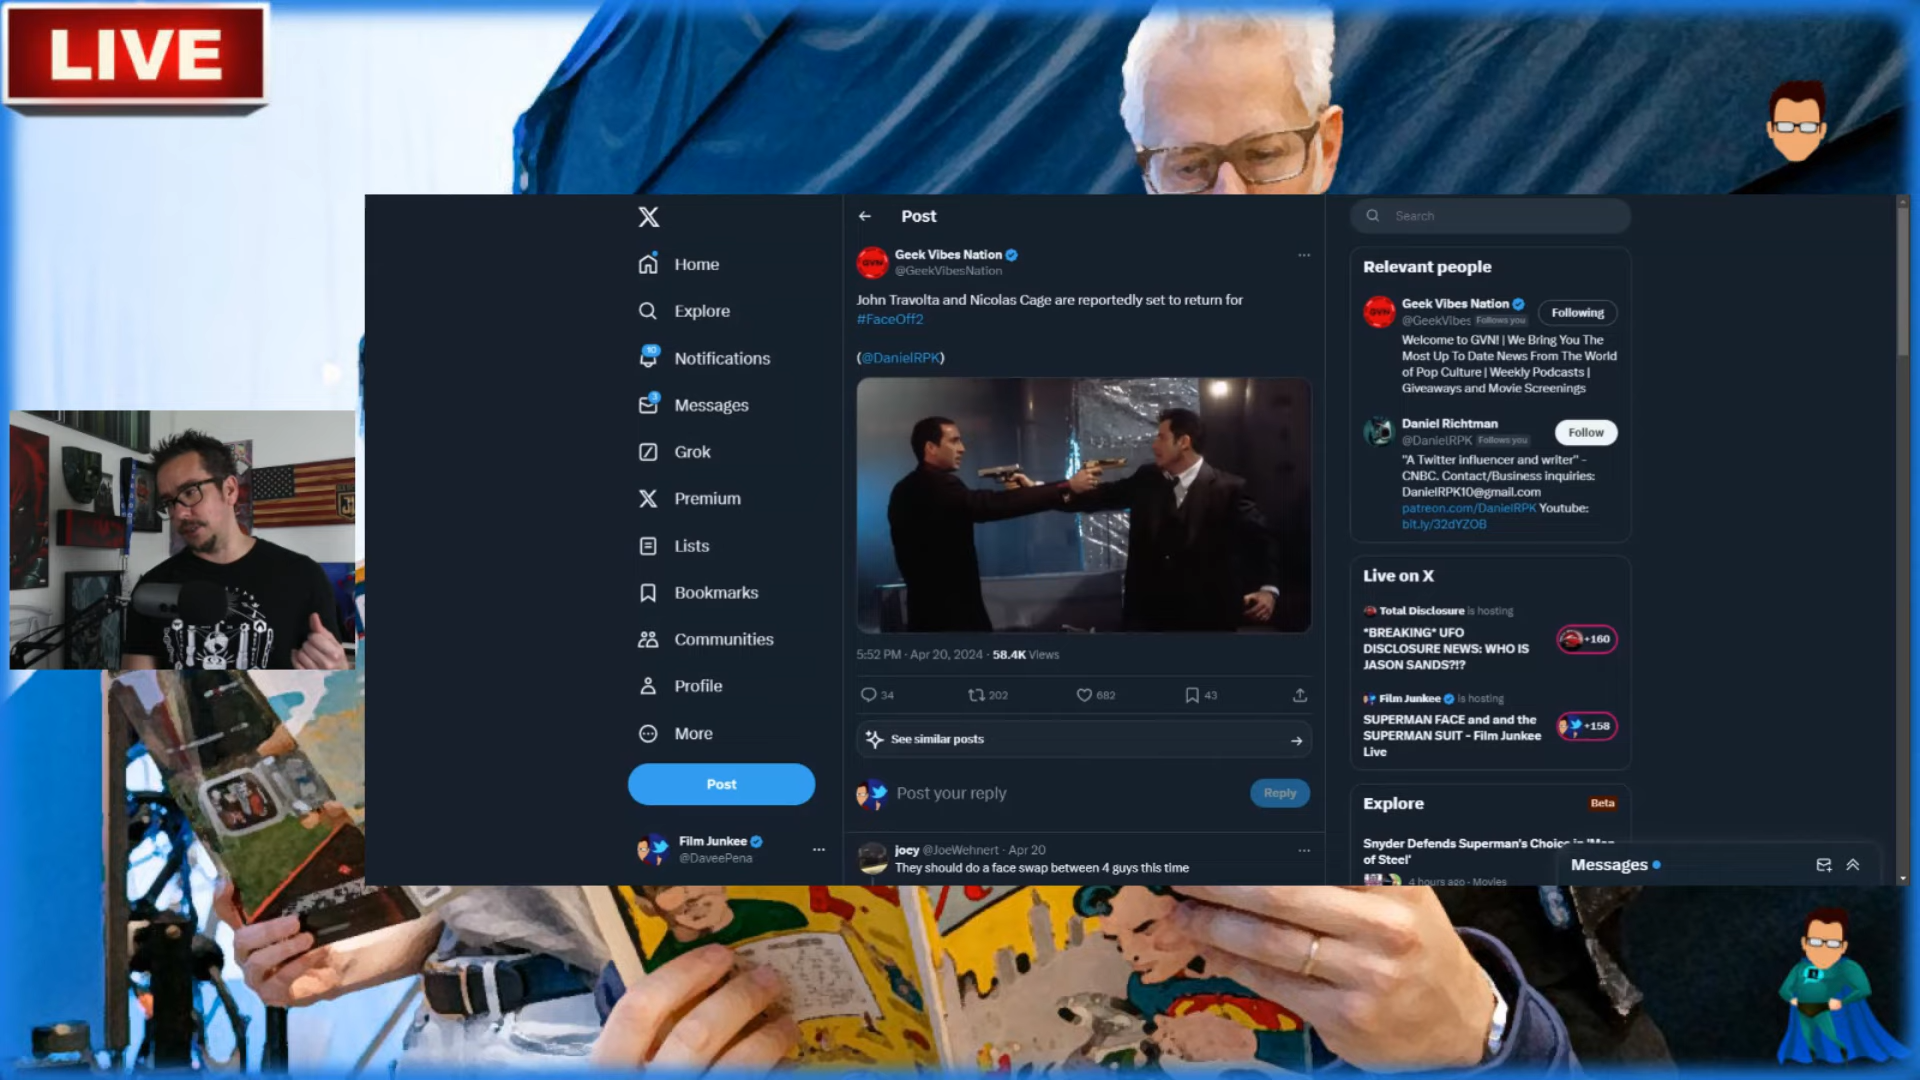 LIVE
Home
Explore
10
Notifications
3
Messages
Grok
Premium
Lists
Bookmarks
Communities
Profile
More
Post
Film Junkee
@DaveePena
Post
GVN
Geek Vibes Nation
@GeekVibesNation
John Travolta and Nicolas Cage are reportedly set to return for
#FaceOff2
(@DanielRPK)
5:52 PM · Apr 20, 2024 · 58.4K Views
34
202
682
43
See similar posts
Post your reply
Reply
joey @JoeWehnert · Apr 20
They should do a face swap between 4 guys this time
Search
Relevant people
GVN
Geek Vibes Nation
@GeekVibes Follows you
Following
Welcome to GVN! | We Bring You The
Most Up To Date News From The World
of Pop Culture | Weekly Podcasts |
Giveaways and Movie Screenings
Daniel Richtman
@DanielRPK Follows you
Follow
"A Twitter influencer and writer" -
CNBC. Contact/Business inquiries:
DanielRPK10@gmail.com
patreon.com/DanielRPK Youtube:
bit.ly/32dYZOB
Live on X
Total Disclosure is hosting
*BREAKING* UFO
DISCLOSURE NEWS: WHO IS
JASON SANDS?!?
+160
Film Junkee is hosting
SUPERMAN FACE and and the
SUPERMAN SUIT - Film Junkee
Live
+158
Explore
Beta
Snyder Defends Superman's Choice in 'Man
of Steel'
4 hours ago · Movies
Messages